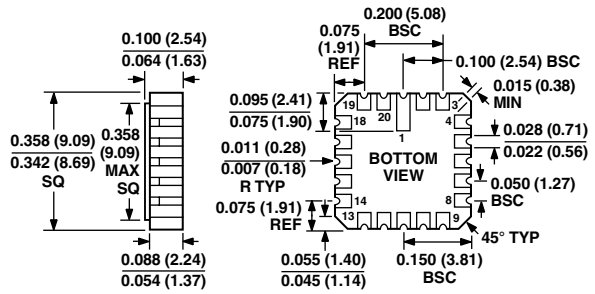 0.100 (2.54)
0.064 (1.63)
0.358 (9.09)
0.342 (8.69)
SQ
0.358
(9.09)
MAX
SQ
0.088 (2.24)
0.054 (1.37)
0.075
(1.91)
REF
0.200 (5.08)
BSC
0.100 (2.54) BSC
0.015 (0.38)
MIN
0.095 (2.41)
0.075 (1.90)
0.011 (0.28)
0.007 (0.18)
R TYP
0.075 (1.91)
REF
0.055 (1.40)
0.045 (1.14)
19
20
3
18
4
1
BOTTOM
VIEW
14
8
13
9
0.028 (0.71)
0.022 (0.56)
0.050 (1.27)
BSC
45° TYP
0.150 (3.81)
BSC